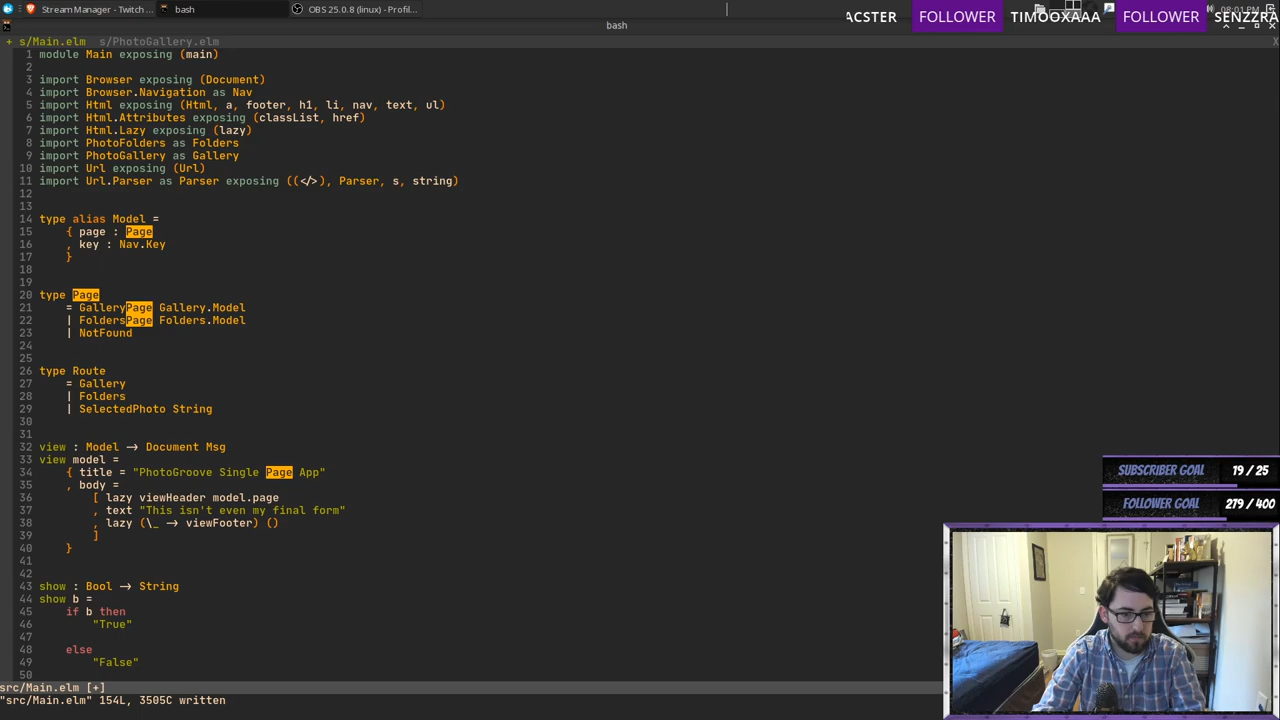 Stream Manager - Twitch ...
bash
OBS 25.0.8 (linux) - Profil...
08:01 PM
bash
ACSTER FOLLOWER TIMOOXAAA FOLLOWER SENZZRA
+ s/Main.elm s/PhotoGallery.elm X
1 module Main exposing (main)
2
3 import Browser exposing (Document)
4 import Browser.Navigation as Nav
5 import Html exposing (Html, a, footer, h1, li, nav, text, ul)
6 import Html.Attributes exposing (classList, href)
7 import Html.Lazy exposing (lazy)
8 import PhotoFolders as Folders
9 import PhotoGallery as Gallery
10 import Url exposing (Url)
11 import Url.Parser as Parser exposing ((</>), Parser, s, string)
12
13
14 type alias Model =
15 { page : Page
16 , key : Nav.Key
17 }
18
19
20 type Page
21 = GalleryPage Gallery.Model
22 | FoldersPage Folders.Model
23 | NotFound
24
25
26 type Route
27 = Gallery
28 | Folders
29 | SelectedPhoto String
30
31
32 view : Model -> Document Msg
33 view model =
34 { title = "PhotoGroove Single Page App"
35 , body =
36 [ lazy viewHeader model.page
37 , text "This isn't even my final form"
38 , lazy (\_ -> viewFooter) ()
39 ]
40 }
41
42
43 show : Bool -> String
44 show b =
45 if b then
46 "True"
47
48 else
49 "False"
50
src/Main.elm [+]
"src/Main.elm" 154L, 3505C written
SUBSCRIBER GOAL 19 / 25
FOLLOWER GOAL 279 / 400